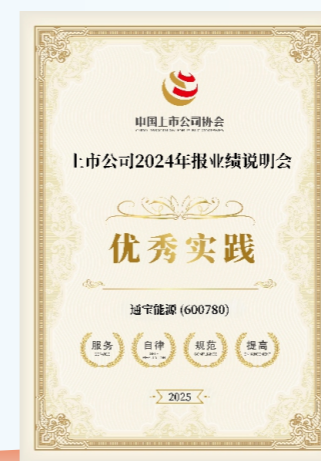 中国上市公司协会
上市公司2024年报业绩说明会
优秀实践
通宝能源 (600780)
服务 自律 规范 提高
2025